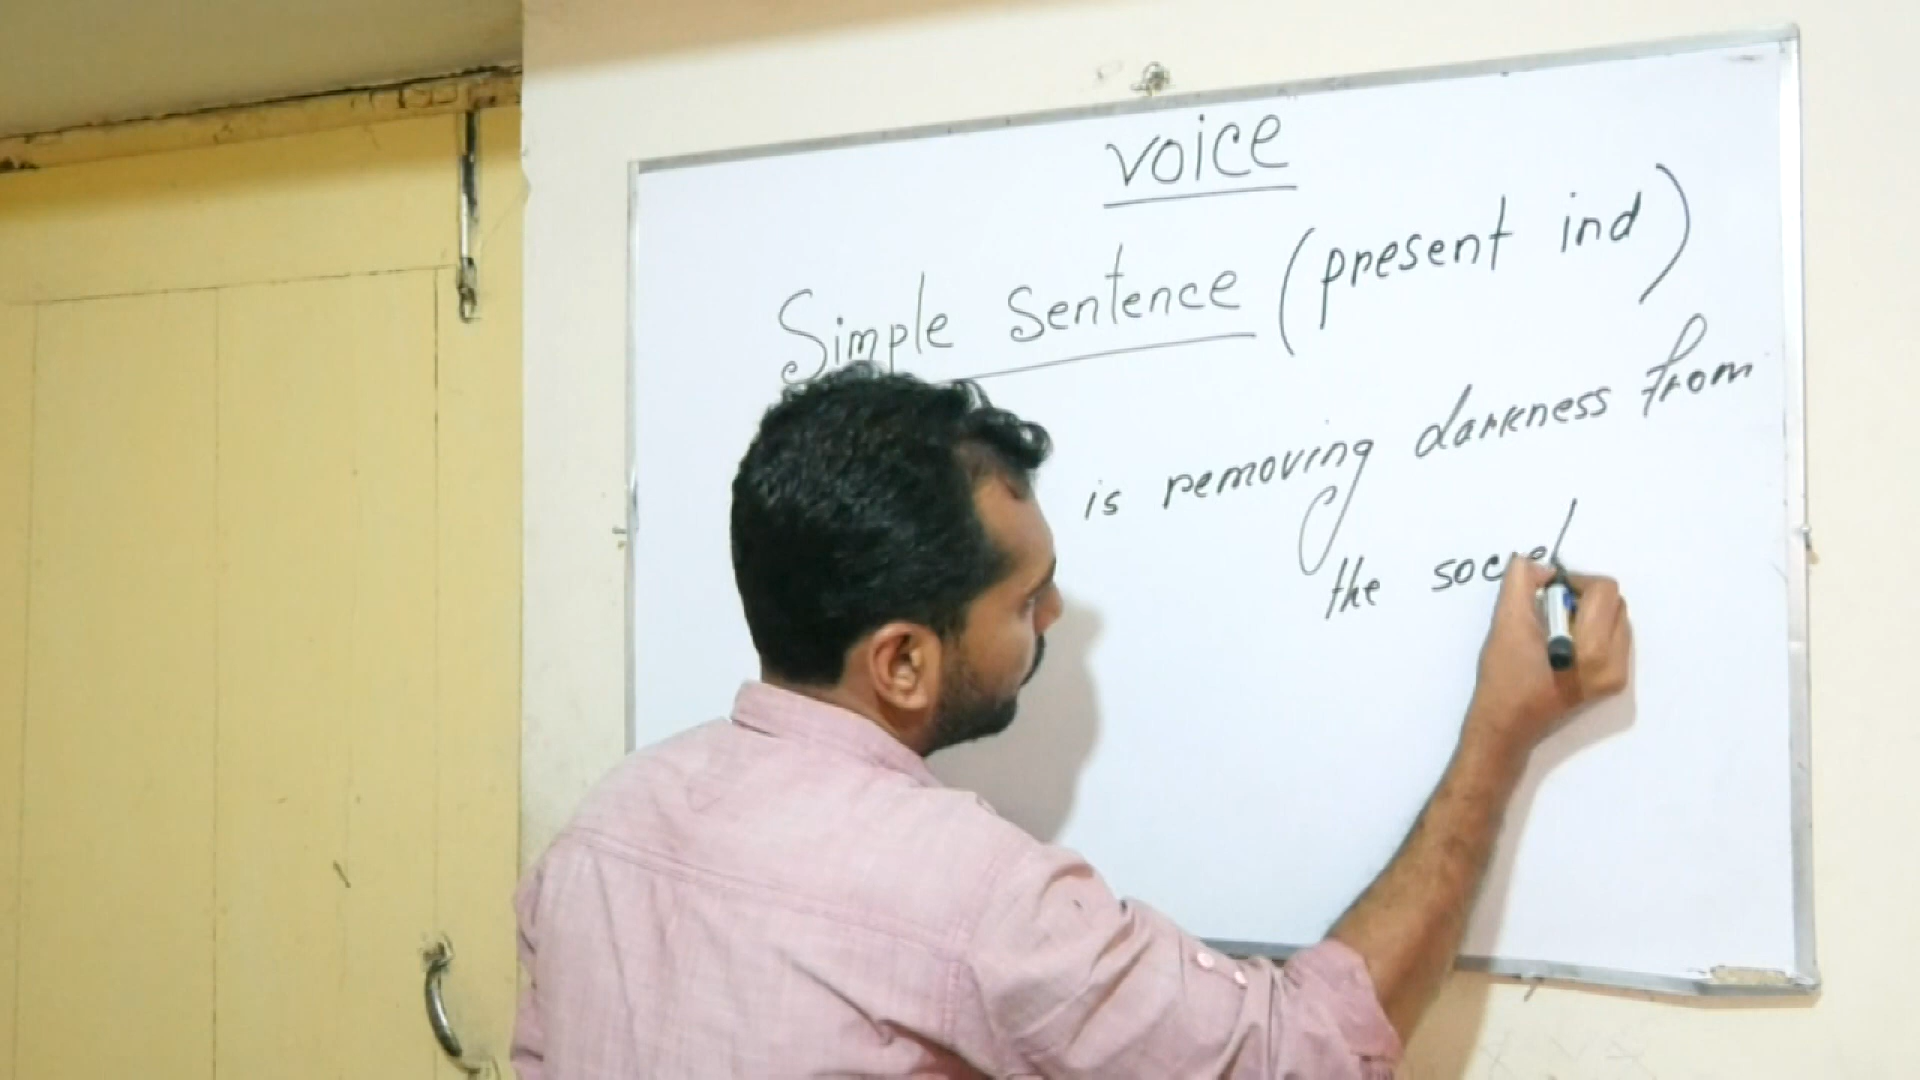 voice
Simple Sentence (present ind)
is removing darkness from
the